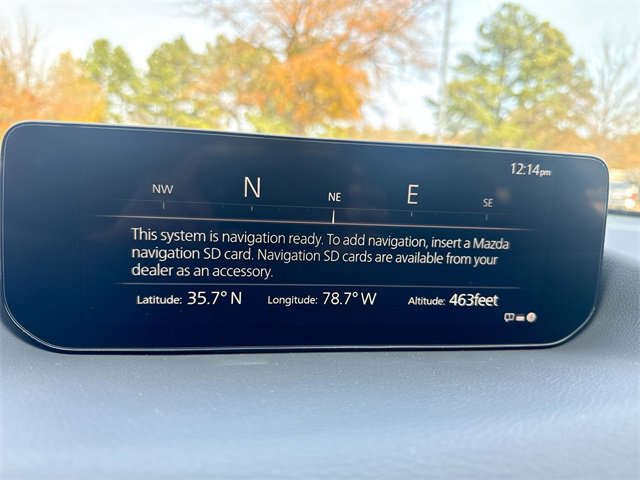 12:14pm
NW N NE E SE
This system is navigation ready. To add navigation, insert a Mazda
navigation SD card. Navigation SD cards are available from your
dealer as an accessory.
Latitude: 35.7° N Longitude: 78.7° W Altitude: 463feet